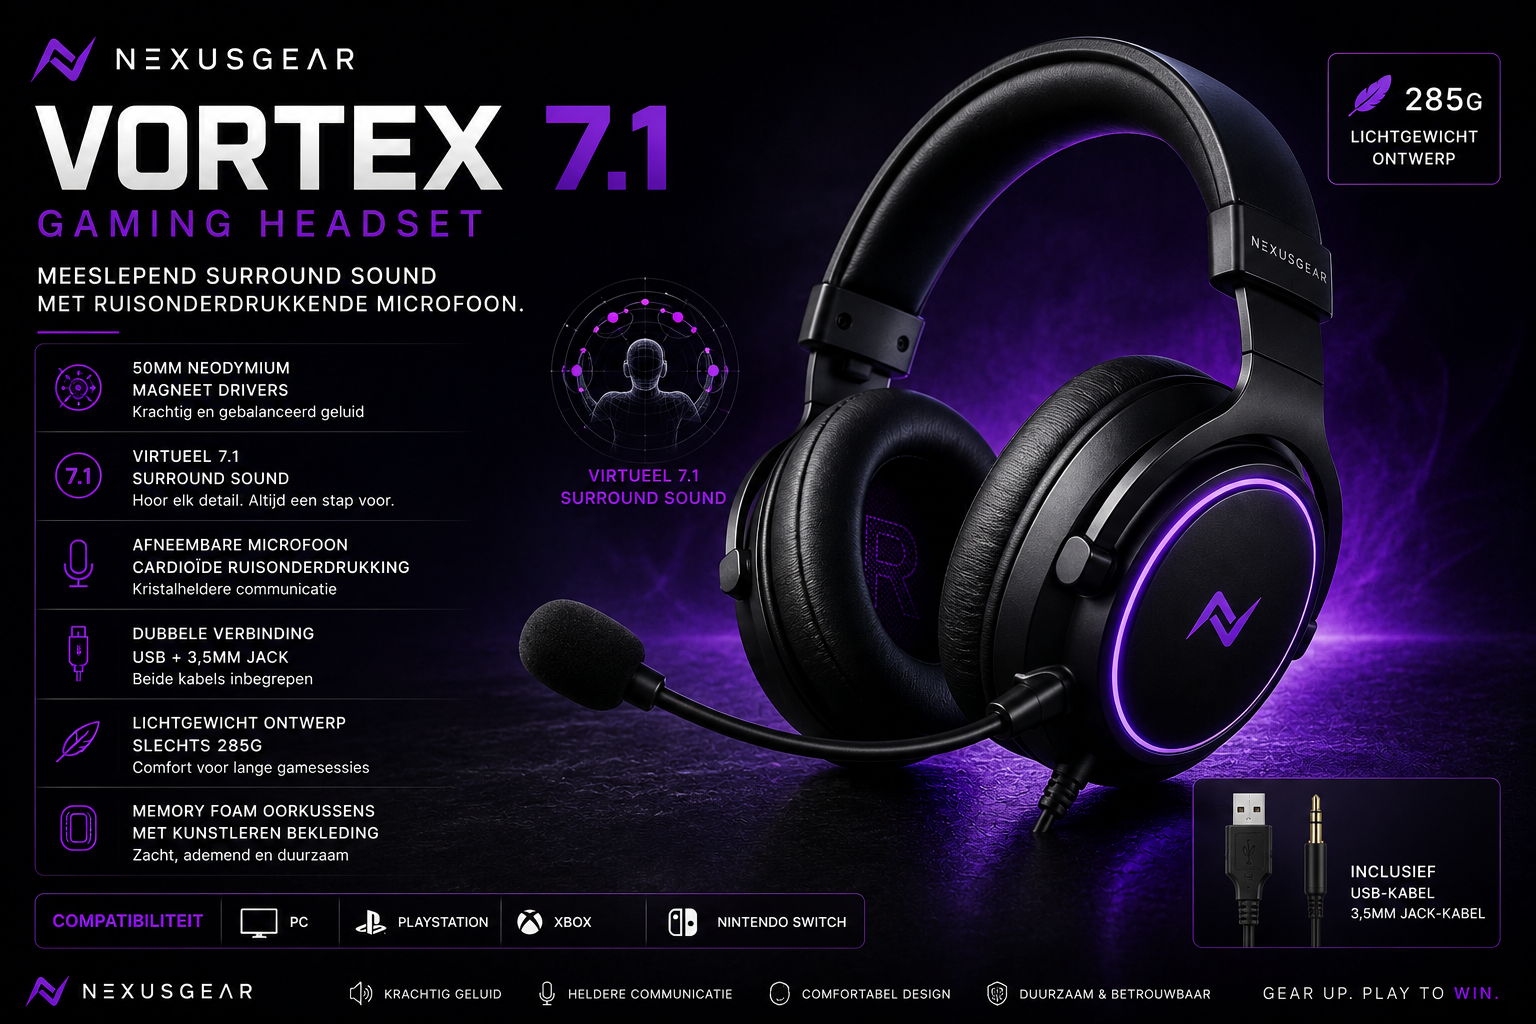 NEXUSGEAR
VORTEX 7.1
GAMING HEADSET
MEESLEPEND SURROUND SOUND
MET RUISONDERDRUKKENDE MICROFOON.
50MM NEODYMIUM
MAGNEET DRIVERS
Krachtig en gebalanceerd geluid
7.1
VIRTUEEL 7.1
SURROUND SOUND
Hoor elk detail. Altijd een stap voor.
AFNEEMBARE MICROFOON
CARDIOÏDE RUISONDERDRUKKING
Kristalheldere communicatie
DUBBELE VERBINDING
USB + 3,5MM JACK
Beide kabels inbegrepen
LICHTGEWICHT ONTWERP
SLECHTS 285G
Comfort voor lange gamesessies
MEMORY FOAM OORKUSSENS
MET KUNSTLEREN BEKLEDING
Zacht, ademend en duurzaam
VIRTUEEL 7.1
SURROUND SOUND
NEXUSGEAR
R
285G
LICHTGEWICHT
ONTWERP
INCLUSIEF
USB-KABEL
3,5MM JACK-KABEL
COMPATIBILITEIT
PC
PLAYSTATION
XBOX
NINTENDO SWITCH
NEXUSGEAR
KRACHTIG GELUID
HELDERE COMMUNICATIE
COMFORTABEL DESIGN
DUURZAAM & BETROUWBAAR
GEAR UP. PLAY TO WIN.